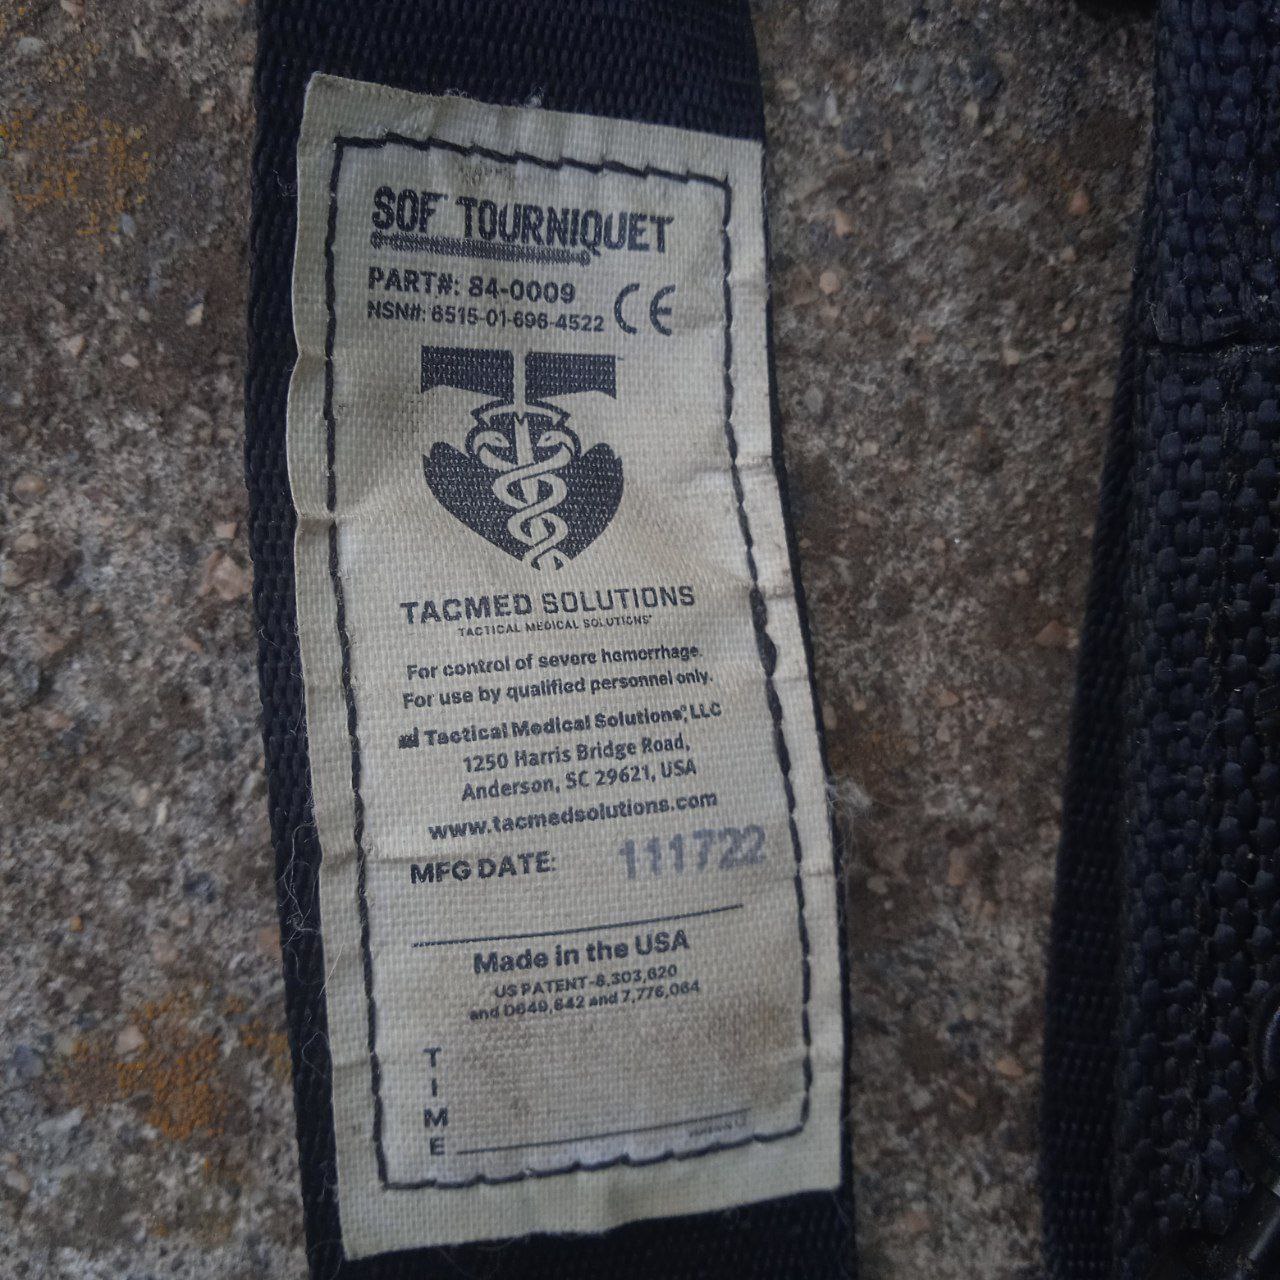 SOF TOURNIQUET
PART#: 84-0009
NSN#: 6515-01-696-4522
CE
TACMED SOLUTIONS
TACTICAL MEDICAL SOLUTIONS
For control of severe hemorrhage.
For use by qualified personnel only.
Tactical Medical Solutions, LLC
1250 Harris Bridge Road,
Anderson, SC 29621, USA
www.tacmedsolutions.com
MFG DATE: 111722
Made in the USA
US PATENT-8,303,620
and D649,642 and 7,776,064
TIME